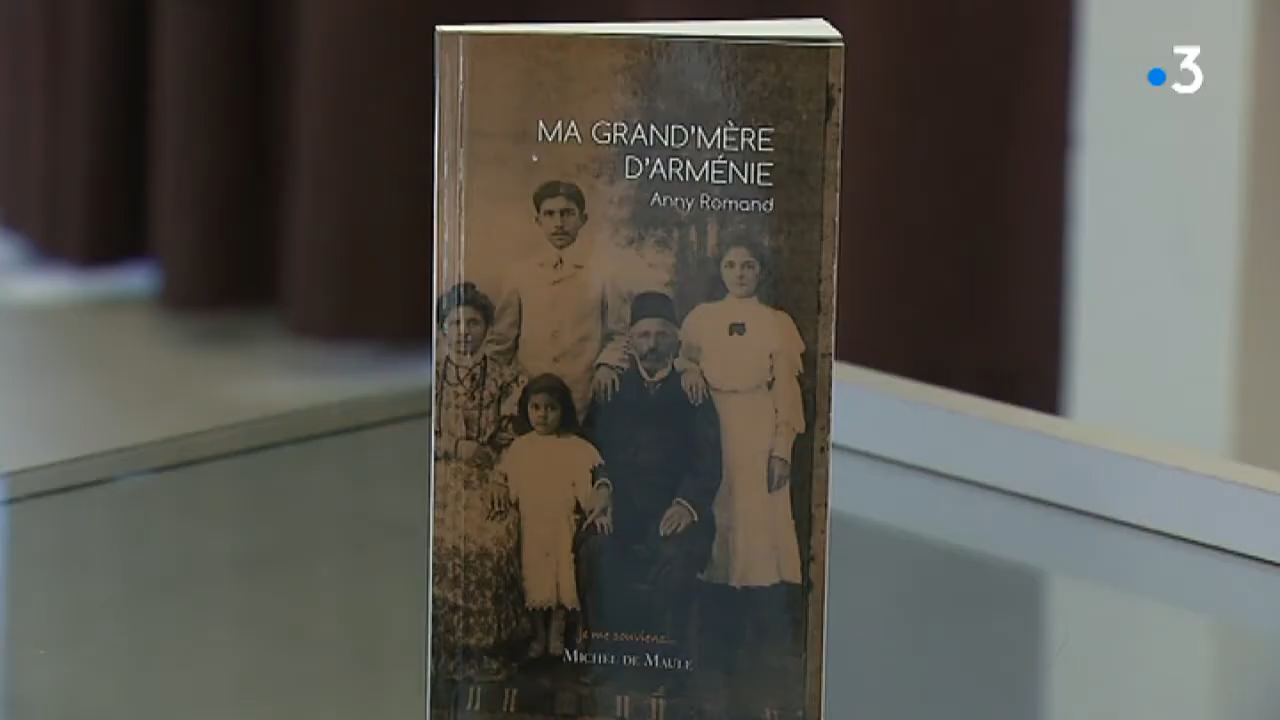 3
MA GRAND'MÈRE
D'ARMÉNIE
Anny Romand
je me souviens...
MICHEL DE MAULE